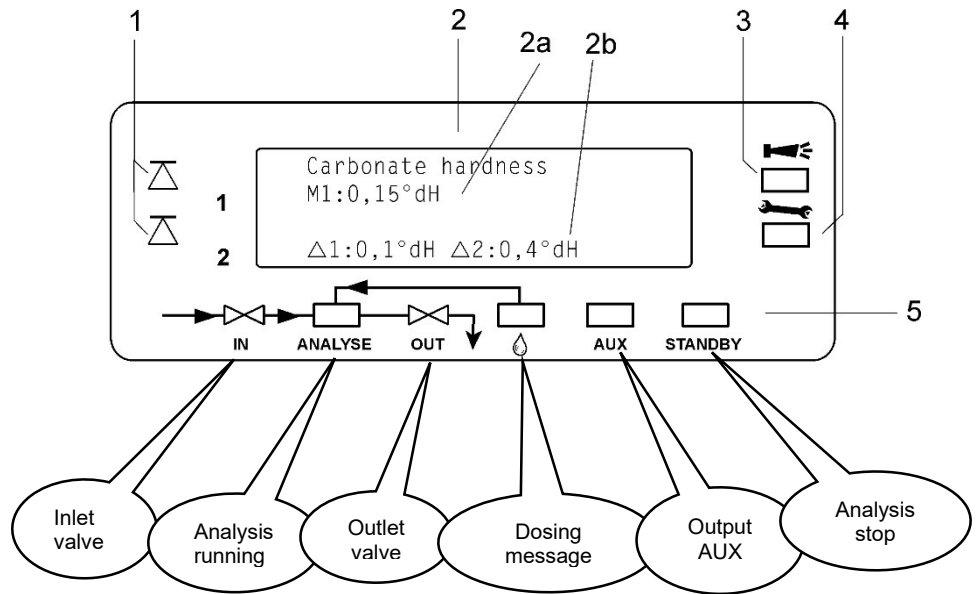 1
2
2a
2b
3
4
Carbonate hardness
M1:0,15°dH
1
△1:0,1°dH △2:0,4°dH
2
5
IN
ANALYSE
OUT
AUX
STANDBY
Inlet
valve
Analysis
running
Outlet
valve
Dosing
message
Output
AUX
Analysis
stop